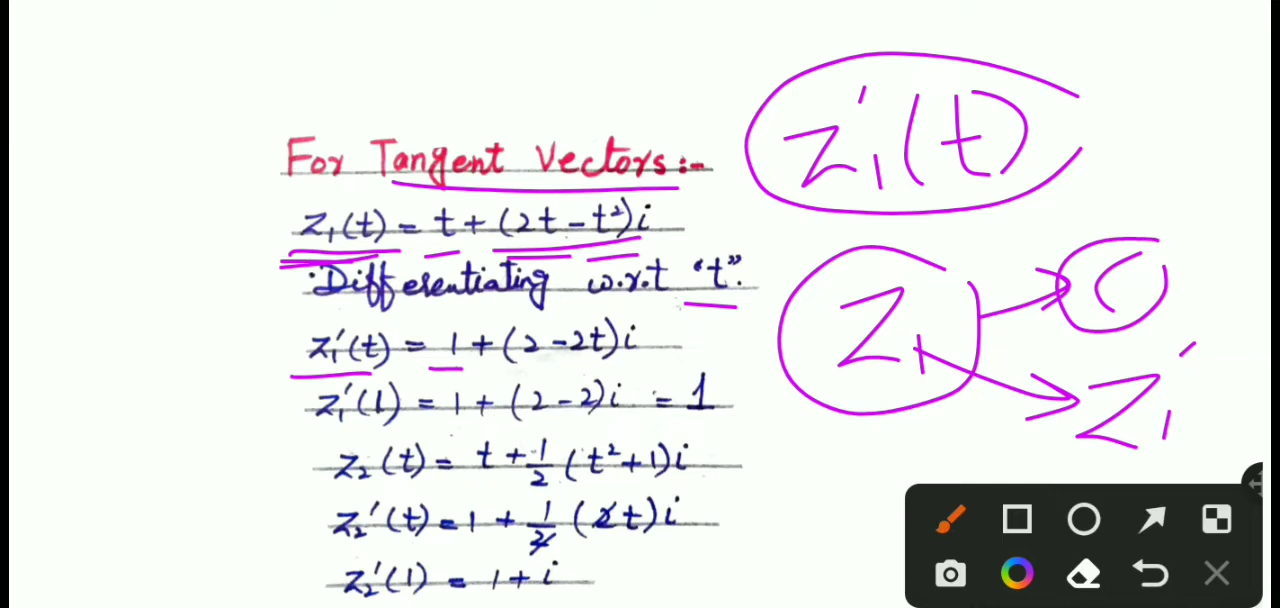 For Tangent Vectors:-
z₁(t) = t + (2t - t²)i
Differentiating w.r.t "t".
z₁'(t) = 1 + (2 - 2t)i
z₁'(1) = 1 + (2 - 2)i = 1
z₂(t) = t + 1/2 (t² + 1)i
z₂'(t) = 1 + 1/2 (2t)i
z₂'(1) = 1 + i
z₁'(t)
z₁
C
z₁'